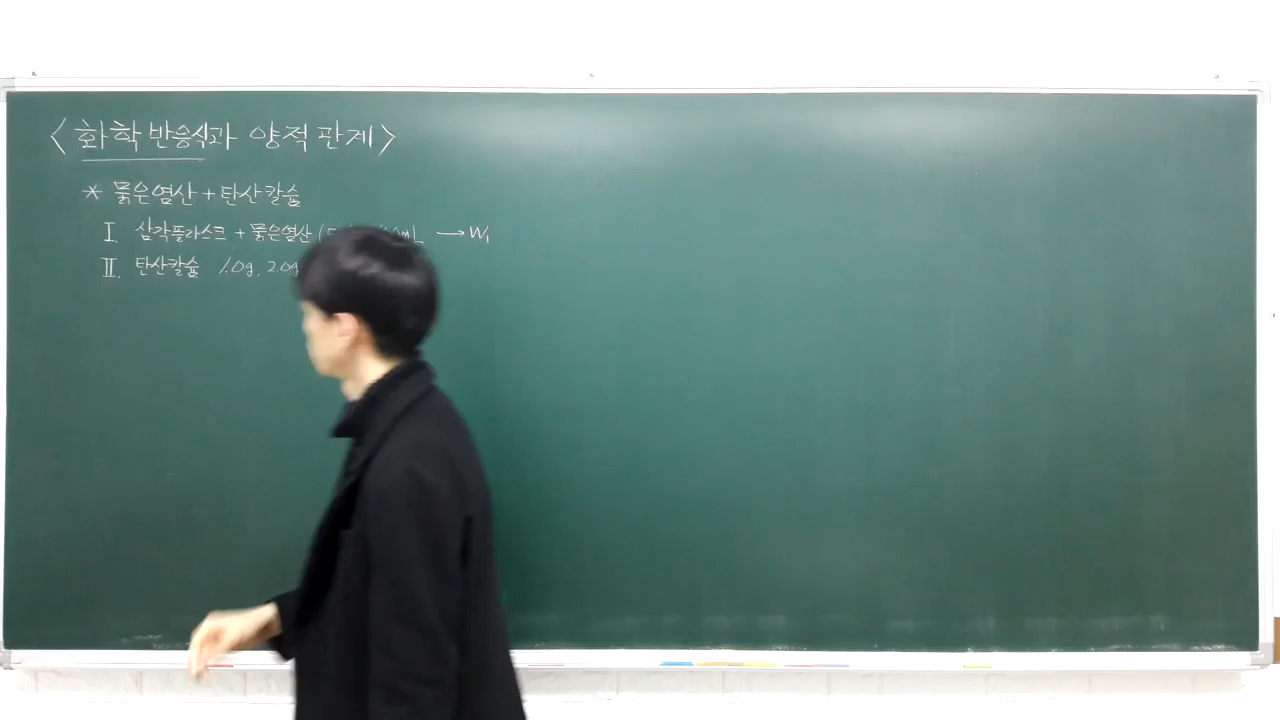 <화학 반응식과 양적 관계>
* 묽은염산 + 탄산칼슘
I. 삼각플라스크 + 묽은염산 ( → W₁
II. 탄산칼슘 1.0g, 2.0g